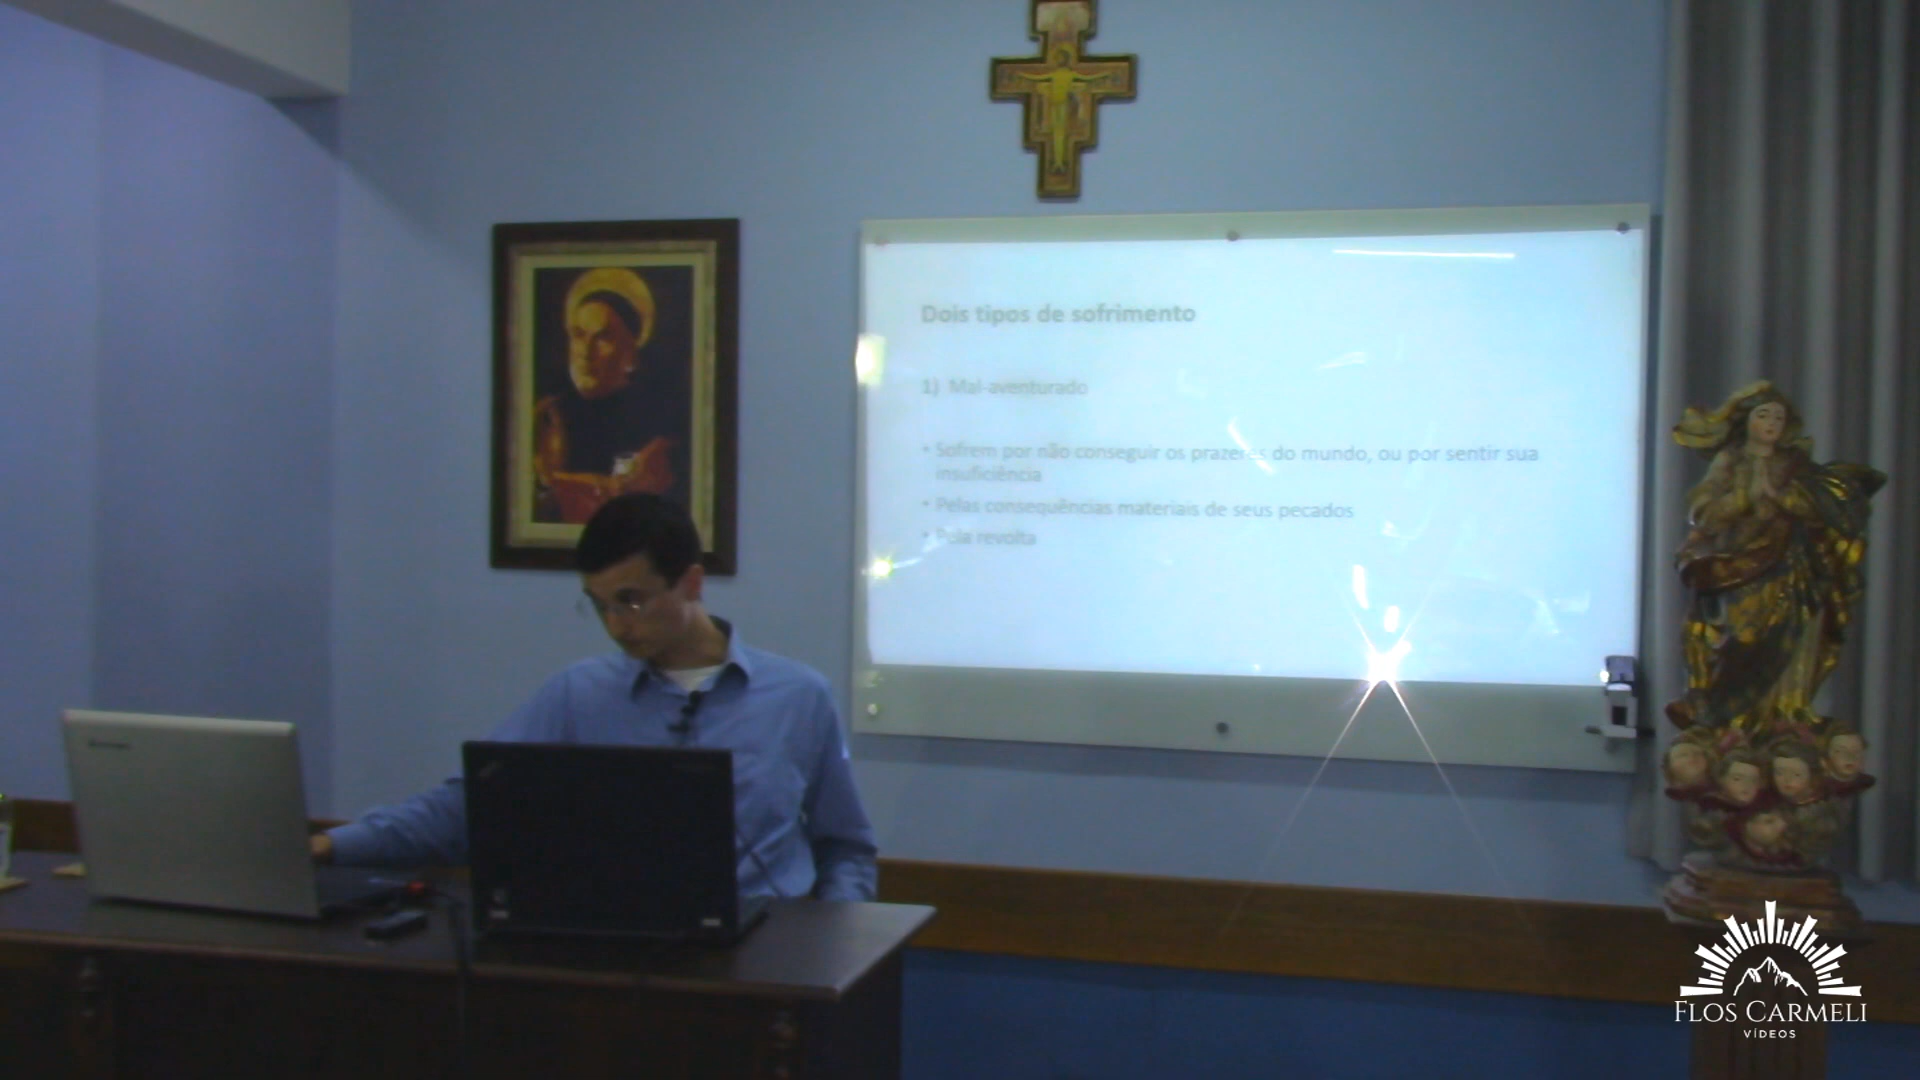 Dois tipos de sofrimento
1) Mal-aventurado
• Sofrem por não conseguir os prazeres do mundo, ou por sentir sua
insuficiência
• Pelas consequências materiais de seus pecados
• Pela revolta
FLOS CARMELI
VÍDEOS